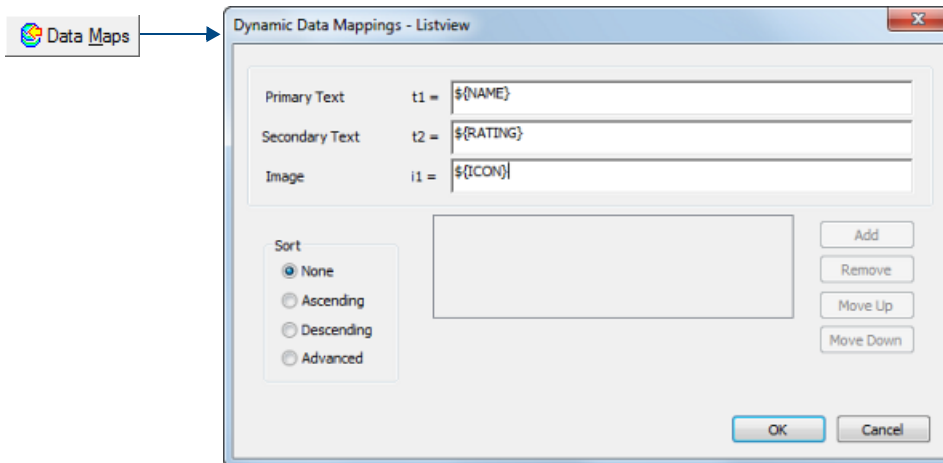 Data Maps
Dynamic Data Mappings - Listview
Primary Text t1 = ${NAME}
Secondary Text t2 = ${RATING}
Image i1 = ${ICON}
Sort
None
Ascending
Descending
Advanced
Add
Remove
Move Up
Move Down
OK Cancel